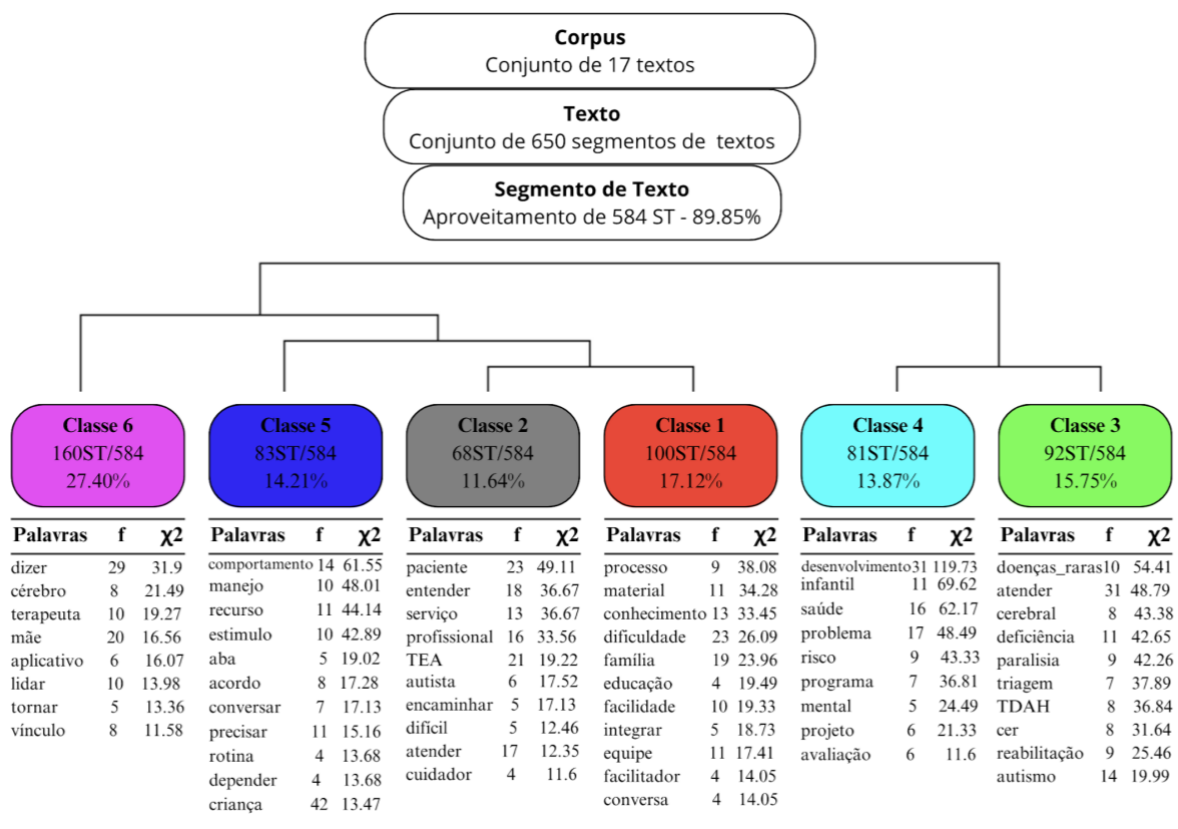 Corpus
Conjunto de 17 textos
Texto
Conjunto de 650 segmentos de textos
Segmento de Texto
Aproveitamento de 584 ST - 89.85%
Classe 6
160ST/584
27.40%
Palavras f χ2
dizer 29 31.9
cérebro 8 21.49
terapeuta 10 19.27
mãe 20 16.56
aplicativo 6 16.07
lidar 10 13.98
tornar 5 13.36
vínculo 8 11.58
Classe 5
83ST/584
14.21%
Palavras f χ2
comportamento 14 61.55
manejo 10 48.01
recurso 11 44.14
estimulo 10 42.89
aba 5 19.02
acordo 8 17.28
conversar 7 17.13
precisar 11 15.16
rotina 4 13.68
depender 4 13.68
criança 42 13.47
Classe 2
68ST/584
11.64%
Palavras f χ2
paciente 23 49.11
entender 18 36.67
serviço 13 36.67
profissional 16 33.56
TEA 21 19.22
autista 6 17.52
encaminhar 5 17.13
difícil 5 12.46
atender 17 12.35
cuidador 4 11.6
Classe 1
100ST/584
17.12%
Palavras f χ2
processo 9 38.08
material 11 34.28
conhecimento 13 33.45
dificuldade 23 26.09
família 19 23.96
educação 4 19.49
facilidade 10 19.33
integrar 5 18.73
equipe 11 17.41
facilitador 4 14.05
conversa 4 14.05
Classe 4
81ST/584
13.87%
Palavras f χ2
desenvolvimento31 119.73
infantil 11 69.62
saúde 16 62.17
problema 17 48.49
risco 9 43.33
programa 7 36.81
mental 5 24.49
projeto 6 21.33
avaliação 6 11.6
Classe 3
92ST/584
15.75%
Palavras f χ2
doenças_raras10 54.41
atender 31 48.79
cerebral 8 43.38
deficiência 11 42.65
paralisia 9 42.26
triagem 7 37.89
TDAH 8 36.84
cer 8 31.64
reabilitação 9 25.46
autismo 14 19.99